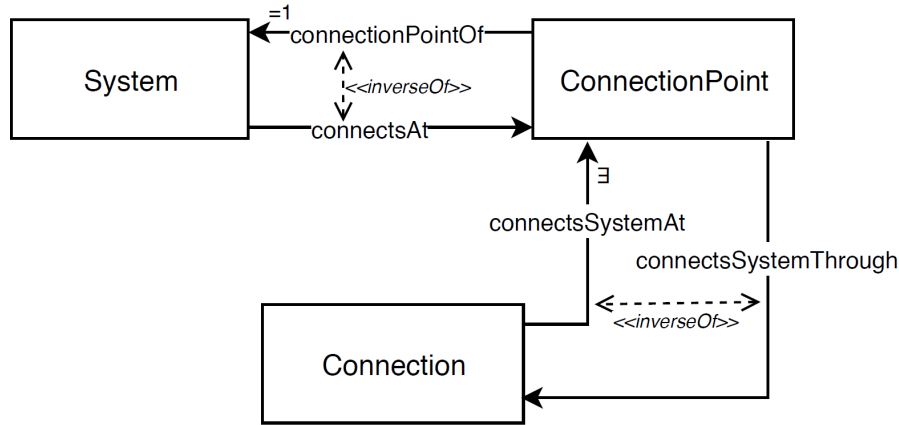 =1
connectionPointOf
System
<<inverseOf>>
ConnectionPoint
connectsAt
∃
connectsSystemAt
connectsSystemThrough
<<inverseOf>>
Connection